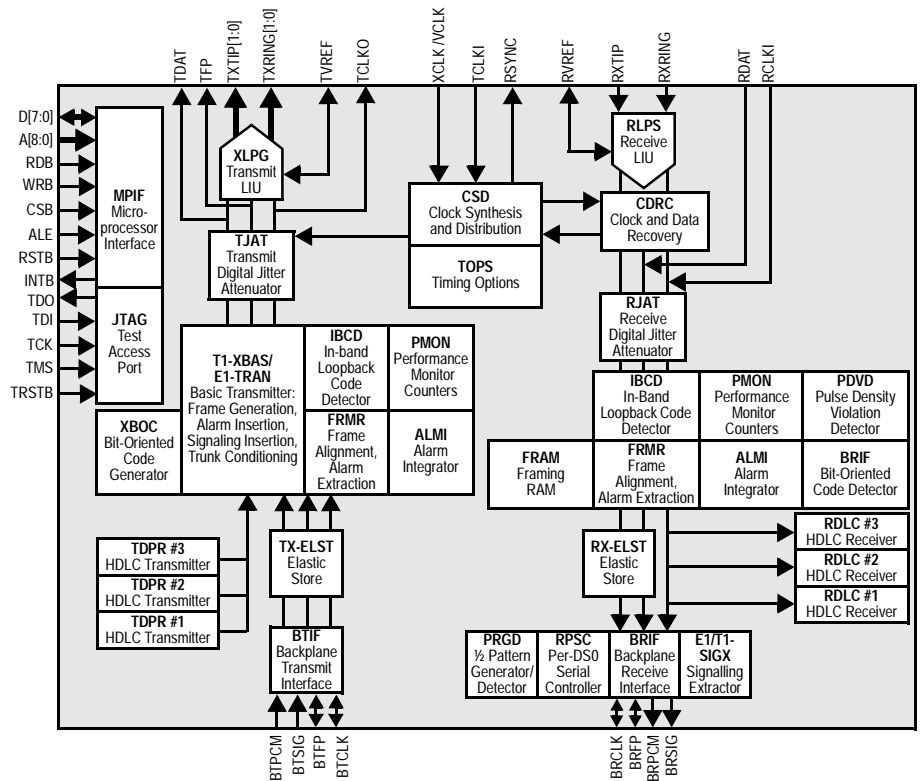 TDAT
TFP
TXTIP[1:0]
TXRING[1:0]
TVREF
TCLKO
XCLK/VCLK
TCLKI
RSYNC
RVREF
RXTIP
RXRING
RDAT
RCLKI
D[7:0]
A[8:0]
RDB
WRB
CSB
ALE
RSTB
INTB
TDO
TDI
TCK
TMS
TRSTB
MPIF
Micro-
processor
Interface
JTAG
Test
Access
Port
XLPG
Transmit
LIU
TJAT
Transmit
Digital Jitter
Attenuator
CSD
Clock Synthesis
and Distribution
TOPS
Timing Options
RLPS
Receive
LIU
CDRC
Clock and Data
Recovery
RJAT
Receive
Digital Jitter
Attenuator
XBOC
Bit-Oriented
Code
Generator
T1-XBAS/
E1-TRAN
Basic Transmitter:
Frame Generation,
Alarm Insertion,
Signaling Insertion,
Trunk Conditioning
IBCD
In-band
Loopback
Code
Detector
PMON
Performance
Monitor
Counters
FRMR
Frame
Alignment,
Alarm
Extraction
ALMI
Alarm
Integrator
IBCD
In-Band
Loopback Code
Detector
PMON
Performance
Monitor
Counters
PDVD
Pulse Density
Violation
Detector
FRAM
Framing
RAM
FRMR
Frame
Alignment,
Alarm Extraction
ALMI
Alarm
Integrator
BRIF
Bit-Oriented
Code Detector
TDPR #3
HDLC Transmitter
TDPR #2
HDLC Transmitter
TDPR #1
HDLC Transmitter
TX-ELST
Elastic
Store
BTIF
Backplane
Transmit
Interface
RX-ELST
Elastic
Store
RDLC #3
HDLC Receiver
RDLC #2
HDLC Receiver
RDLC #1
HDLC Receiver
PRGD
½ Pattern
Generator/
Detector
RPSC
Per-DS0
Serial
Controller
BRIF
Backplane
Receive
Interface
E1/T1-
SIGX
Signalling
Extractor
BTPCM
BTSIG
BTFP
BTCLK
BRCLK
BRFP
BRPCM
BRSIG